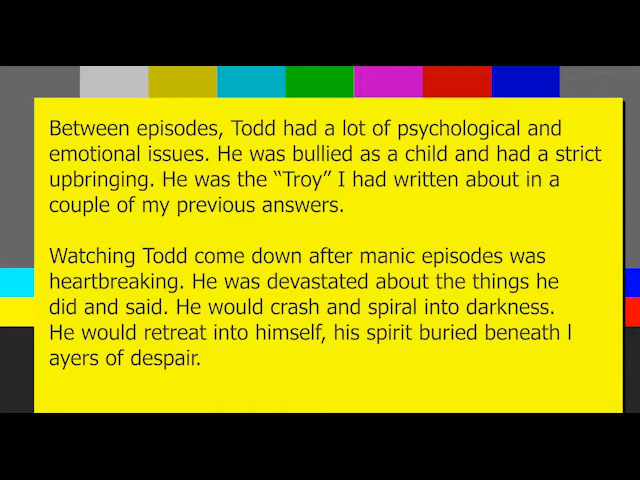 Between episodes, Todd had a lot of psychological and
emotional issues. He was bullied as a child and had a strict
upbringing. He was the “Troy” I had written about in a
couple of my previous answers.
Watching Todd come down after manic episodes was
heartbreaking. He was devastated about the things he
did and said. He would crash and spiral into darkness.
He would retreat into himself, his spirit buried beneath l
ayers of despair.